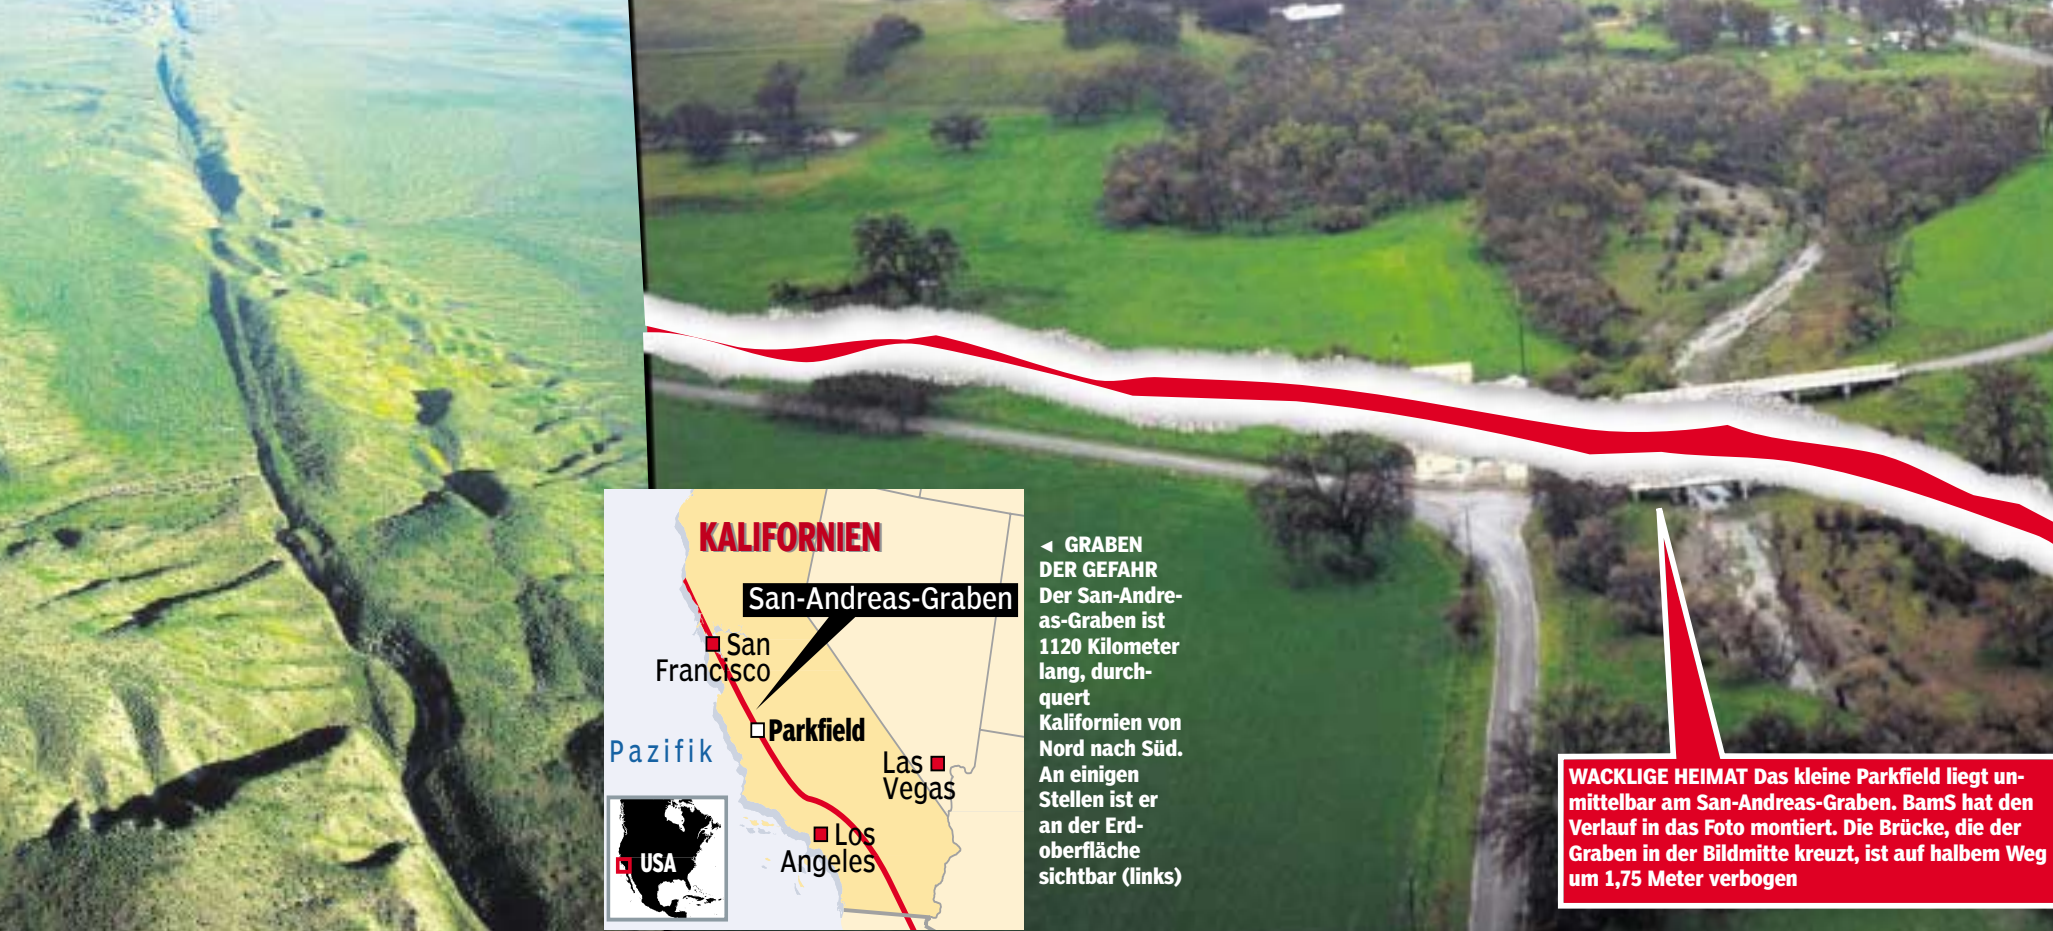 KALIFORNIEN
San-Andreas-Graben
San
Francisco
Parkfield
Pazifik
Las
Vegas
Los
Angeles
USA
◄ GRABEN
DER GEFAHR
Der San-Andre-
as-Graben ist
1120 Kilometer
lang, durch-
quert
Kalifornien von
Nord nach Süd.
An einigen
Stellen ist er
an der Erd-
oberfläche
sichtbar (links)
WACKLIGE HEIMAT Das kleine Parkfield liegt un-
mittelbar am San-Andreas-Graben. BamS hat den
Verlauf in das Foto montiert. Die Brücke, die der
Graben in der Bildmitte kreuzt, ist auf halbem Weg
um 1,75 Meter verbogen